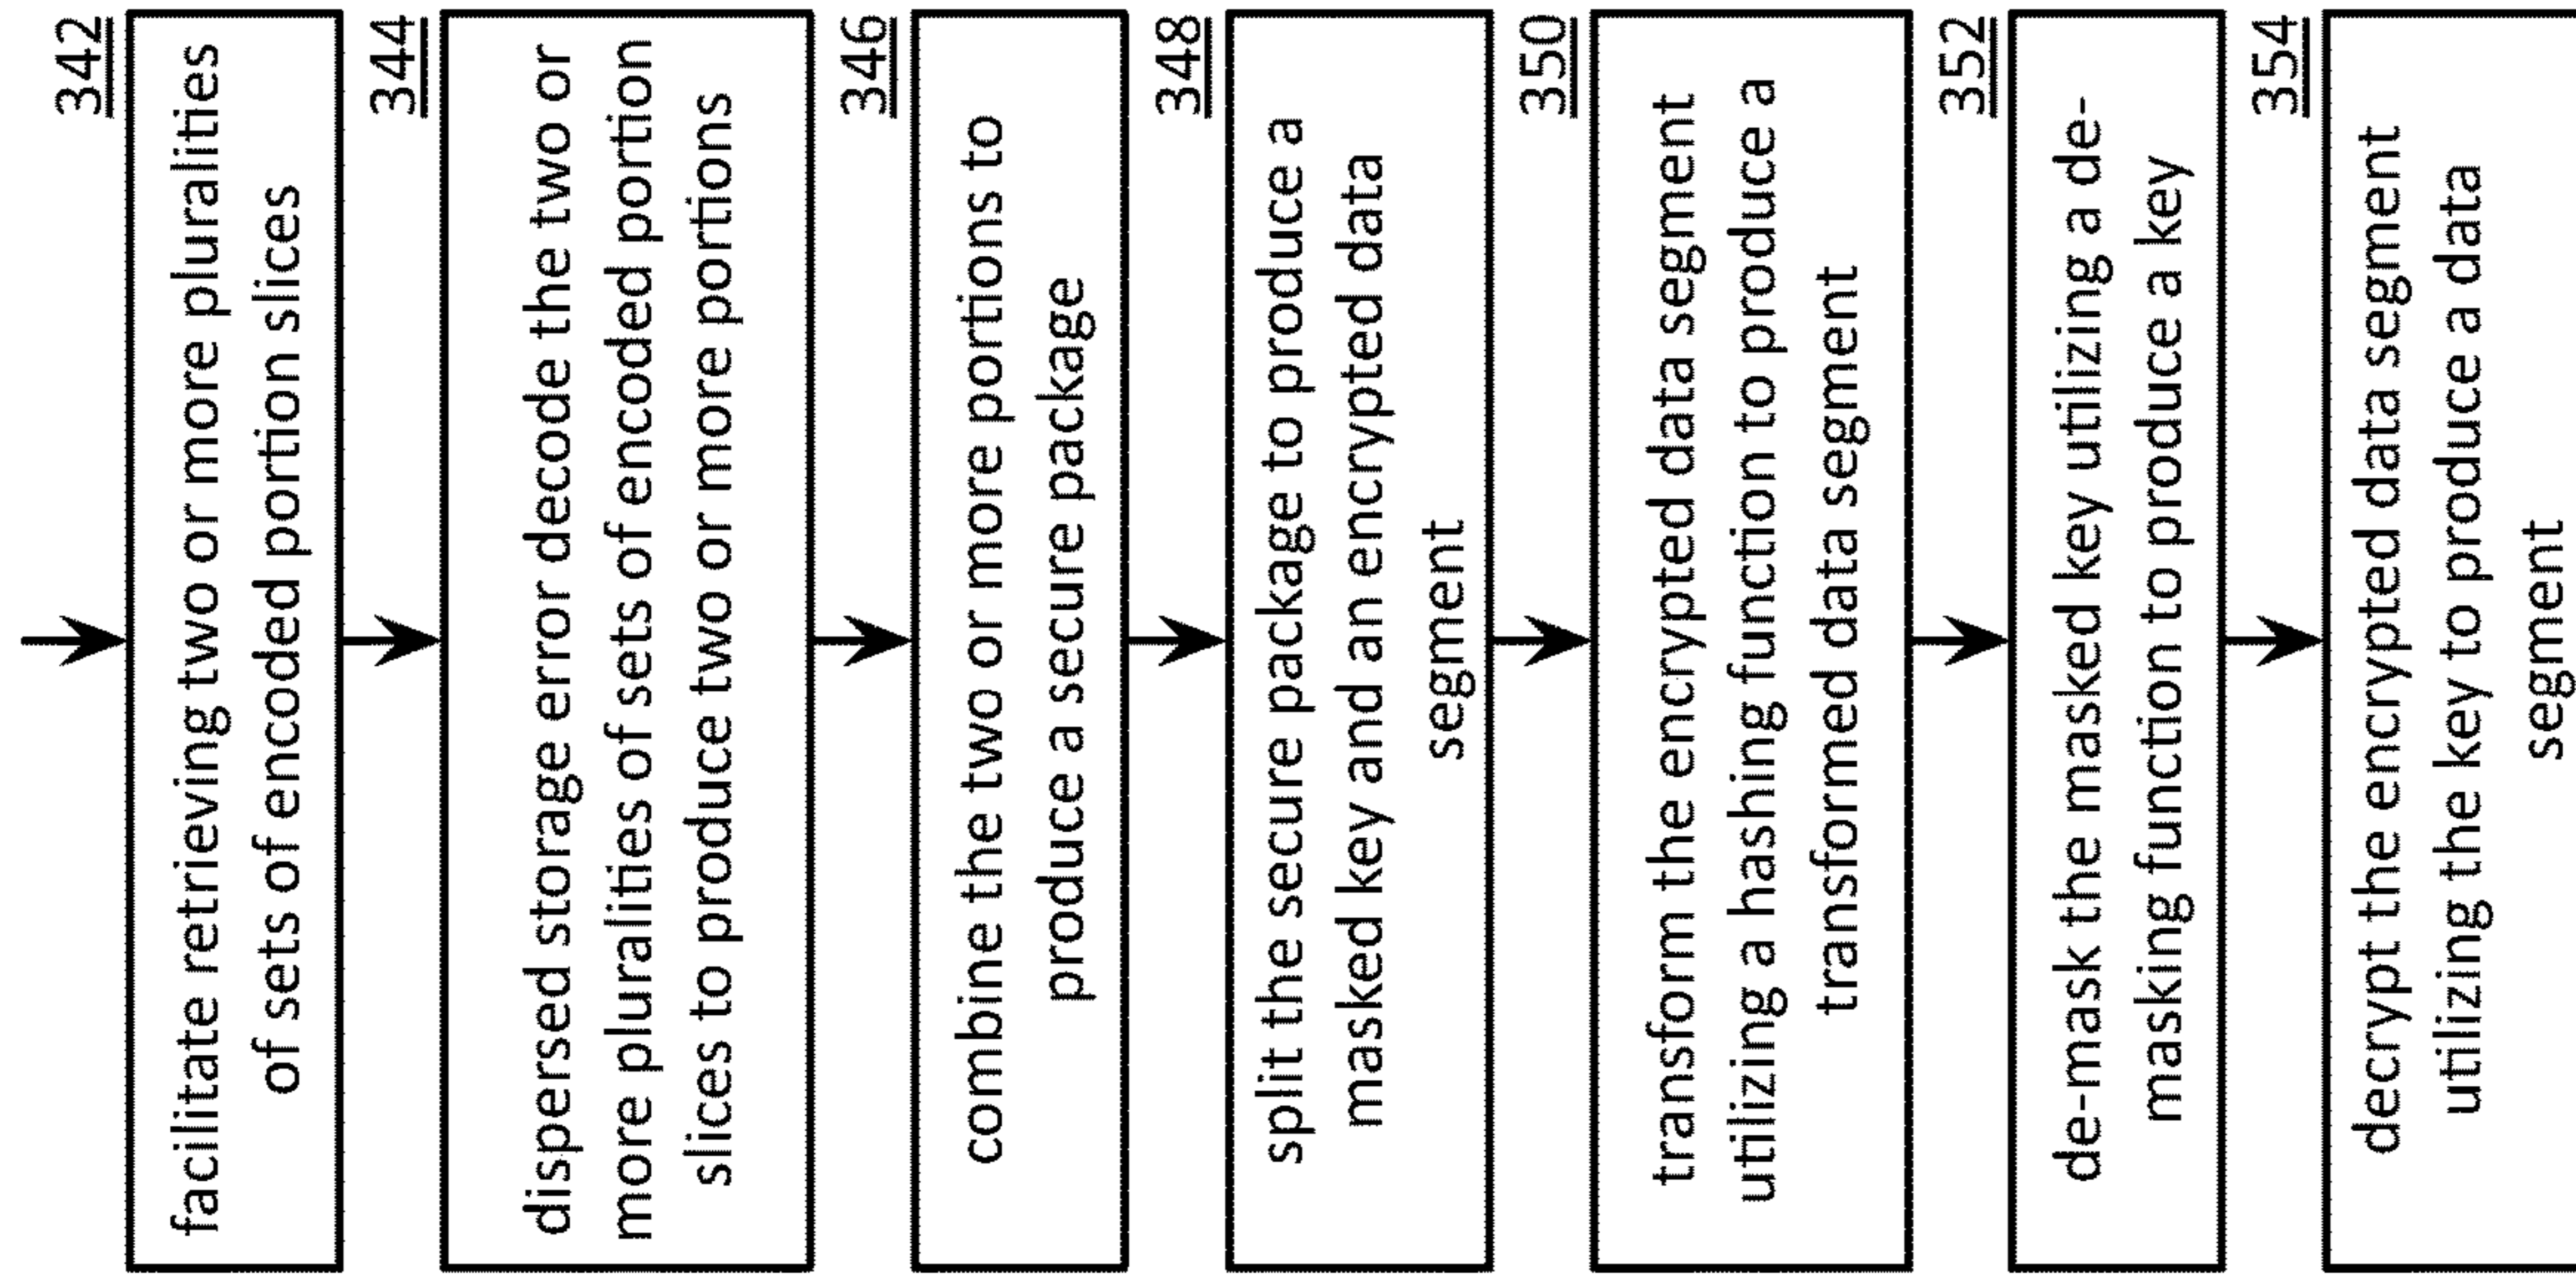 342
facilitate retrieving two or more pluralities
of sets of encoded portion slices
344
dispersed storage error decode the two or
more pluralities of sets of encoded portion
slices to produce two or more portions
346
combine the two or more portions to
produce a secure package
348
split the secure package to produce a
masked key and an encrypted data
segment
350
transform the encrypted data segment
utilizing a hashing function to produce a
transformed data segment
352
de-mask the masked key utilizing a de-
masking function to produce a key
354
decrypt the encrypted data segment
utilizing the key to produce a data
segment